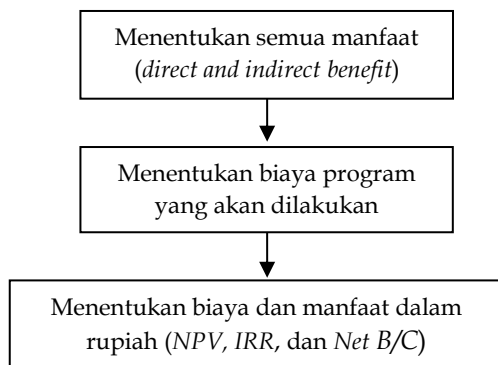 Menentukan semua manfaat
(direct and indirect benefit)
Menentukan biaya program
yang akan dilakukan
Menentukan biaya dan manfaat dalam
rupiah (NPV, IRR, dan Net B/C)